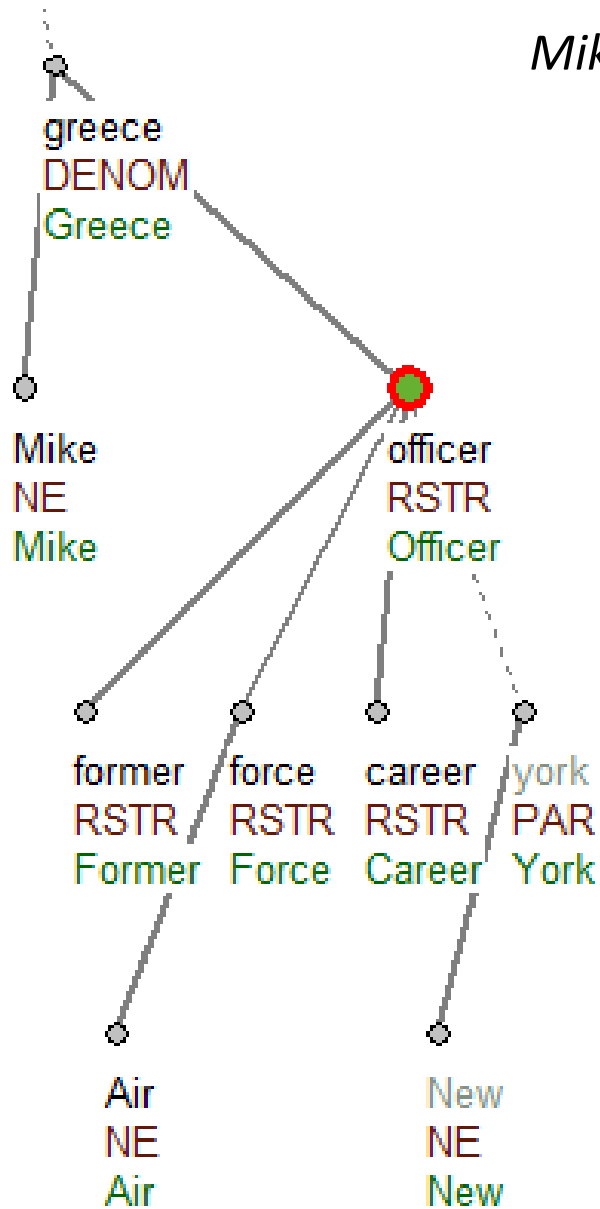 Mik
greece
DENOM
Greece
Mike
NE
Mike
officer
RSTR
Officer
former
RSTR
Former
force
RSTR
Force
career
RSTR
Career
york
PAR
York
Air
NE
Air
New
NE
New